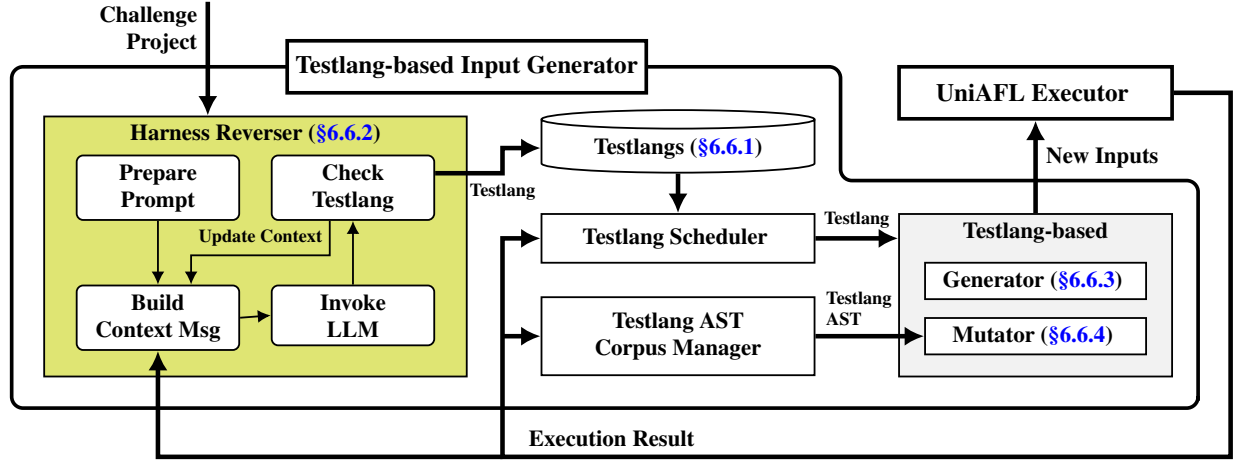 Challenge
Project
Testlang-based Input Generator
UniAFL Executor
Harness Reverser (§6.6.2)
Prepare
Prompt
Check
Testlang
Update Context
Build
Context Msg
Invoke
LLM
Testlang
Testlangs (§6.6.1)
Testlang Scheduler
Testlang
Testlang AST
Corpus Manager
Testlang
AST
New Inputs
Testlang-based
Generator (§6.6.3)
Mutator (§6.6.4)
Execution Result